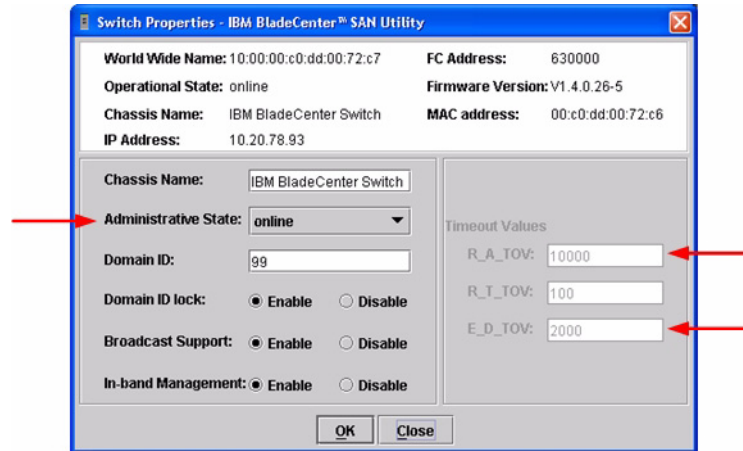 Switch Properties - IBM BladeCenter™ SAN Utility
World Wide Name: 10:00:00:c0:dd:00:72:c7 FC Address: 630000
Operational State: online Firmware Version: V1.4.0.26-5
Chassis Name: IBM BladeCenter Switch MAC address: 00:c0:dd:00:72:c6
IP Address: 10.20.78.93
Chassis Name: IBM BladeCenter Switch
Administrative State: online
Timeout Values
Domain ID: 99 R_A_TOV: 10000
Domain ID lock: Enable Disable R_T_TOV: 100
Broadcast Support: Enable Disable E_D_TOV: 2000
In-band Management: Enable Disable
OK Close